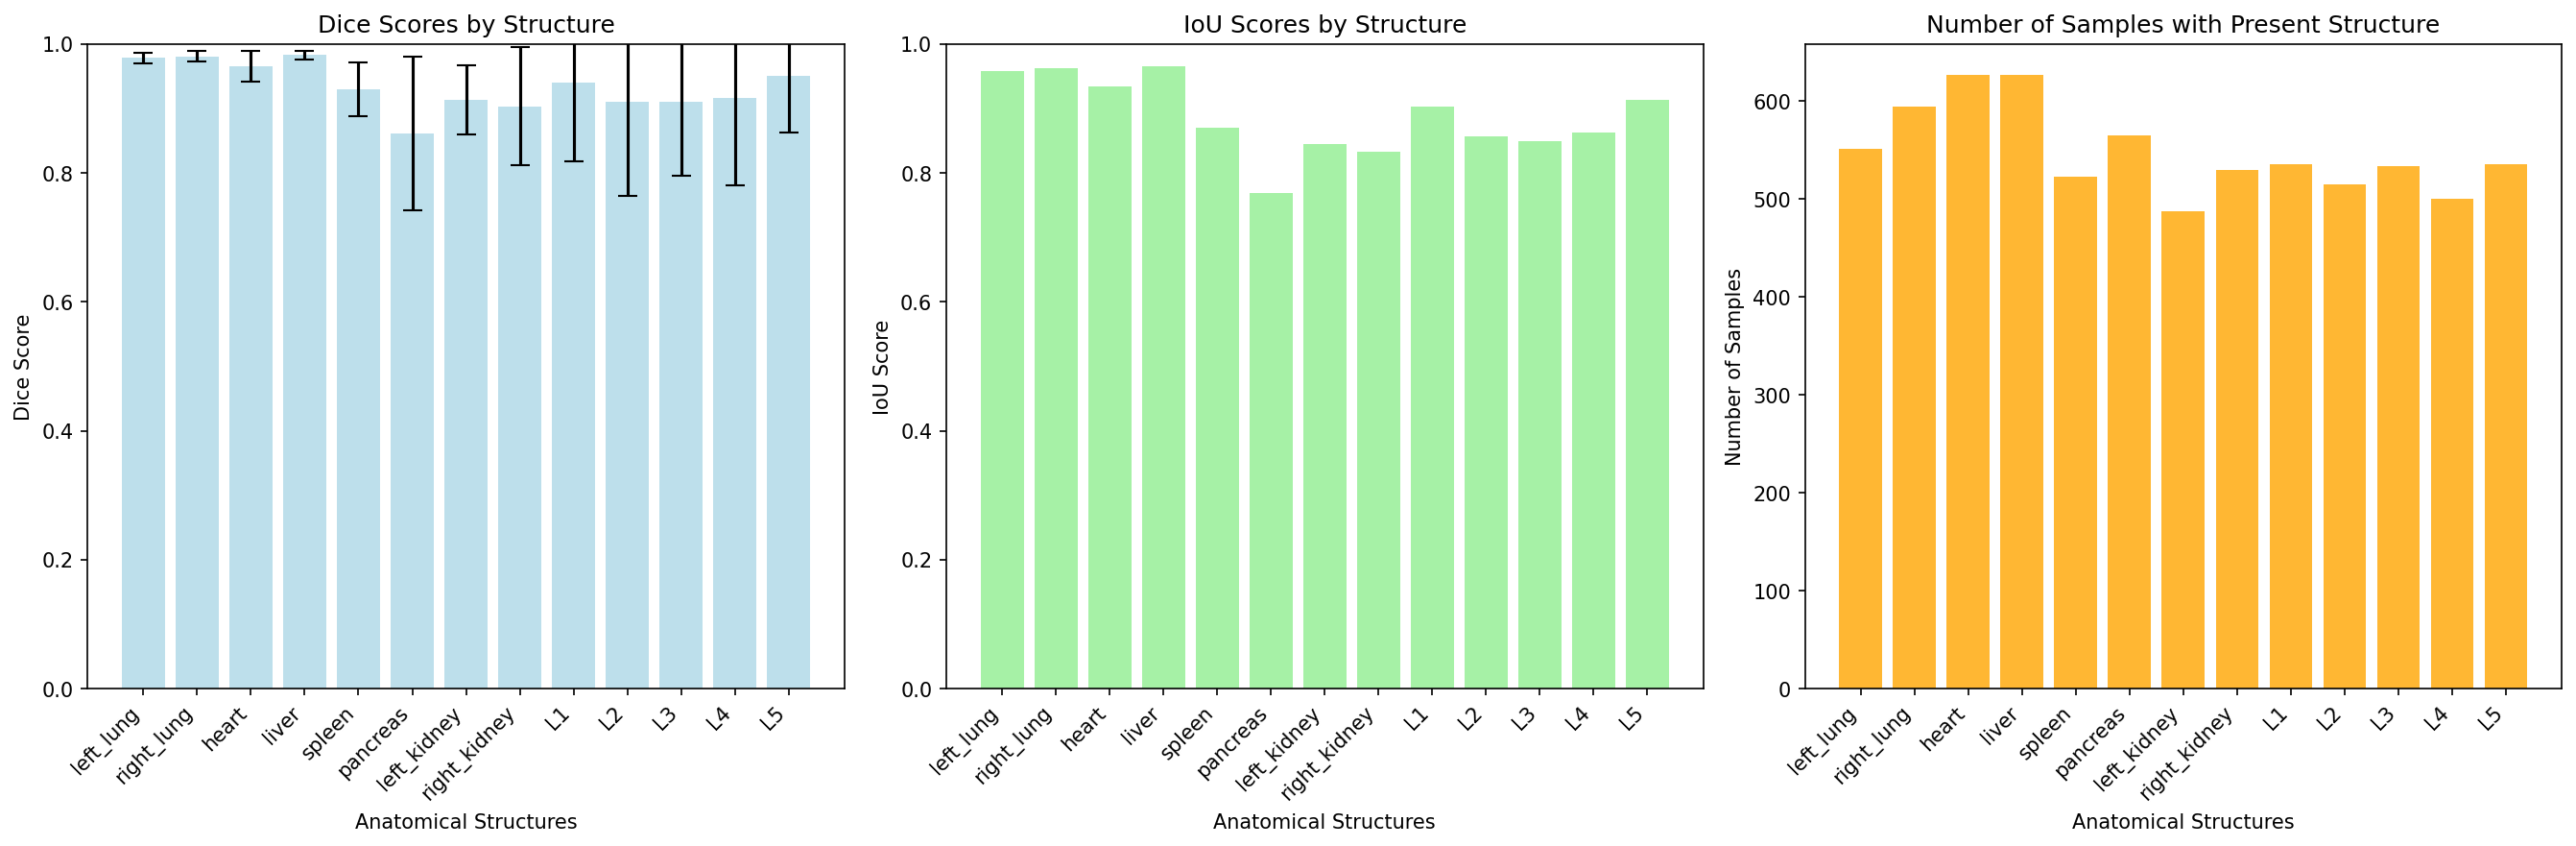 Dice Scores by Structure
Dice Score
1.0
0.8
0.6
0.4
0.2
0.0
left_lung
right_lung
heart
liver
spleen
pancreas
left_kidney
right_kidney
L1
L2
L3
L4
L5
Anatomical Structures
IoU Scores by Structure
IoU Score
1.0
0.8
0.6
0.4
0.2
0.0
left_lung
right_lung
heart
liver
spleen
pancreas
left_kidney
right_kidney
L1
L2
L3
L4
L5
Anatomical Structures
Number of Samples with Present Structure
Number of Samples
600
500
400
300
200
100
0
left_lung
right_lung
heart
liver
spleen
pancreas
left_kidney
right_kidney
L1
L2
L3
L4
L5
Anatomical Structures